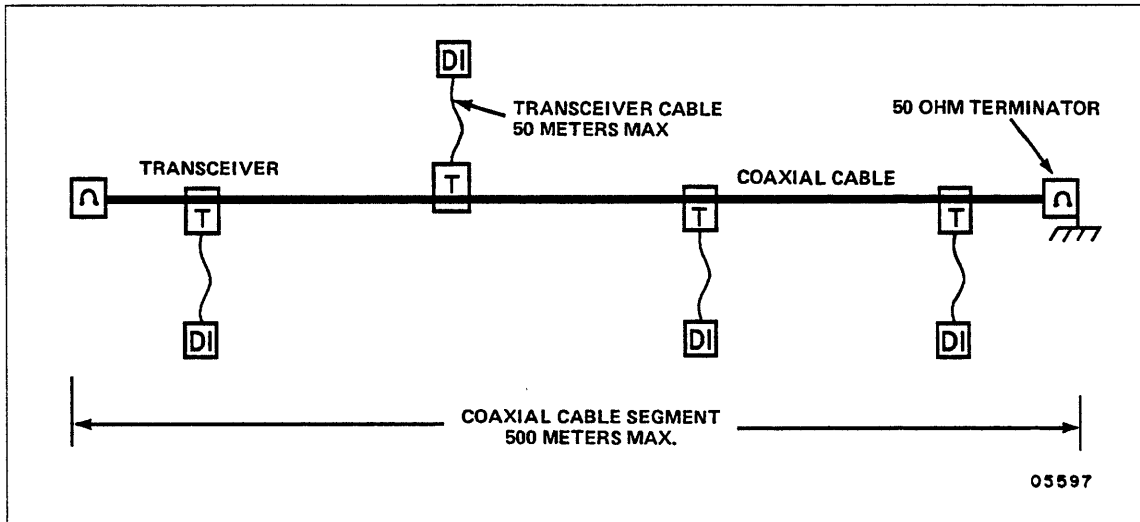 DI
TRANSCEIVER CABLE
50 METERS MAX
50 OHM TERMINATOR
TRANSCEIVER
COAXIAL CABLE
Ω
T
T
T
T
Ω
DI
DI
DI
COAXIAL CABLE SEGMENT
500 METERS MAX.
05597